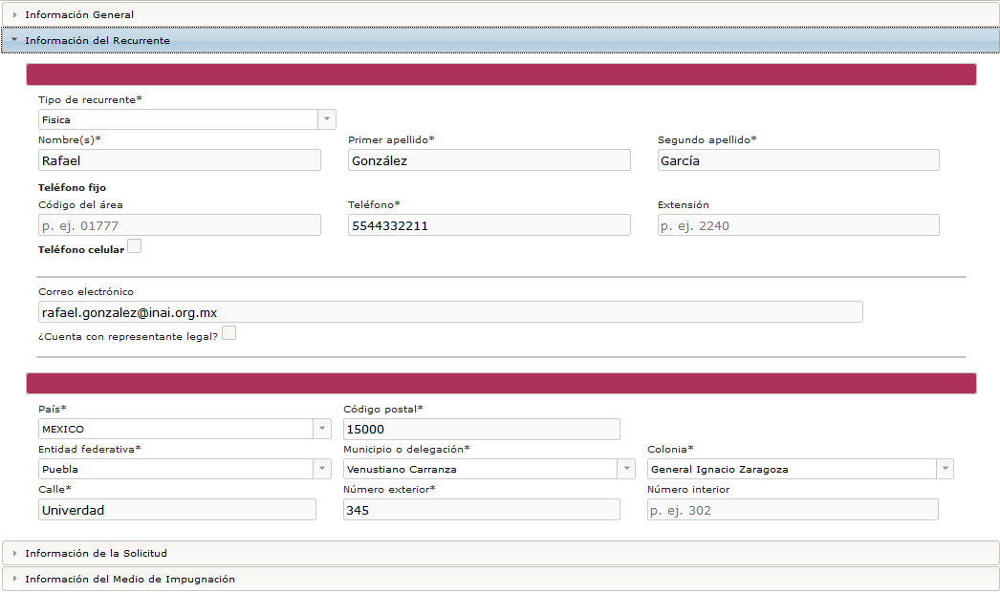 Información General
Información del Recurrente
Tipo de recurrente*
Fisica
Nombre(s)* Primer apellido* Segundo apellido*
Rafael González García
Teléfono fijo
Código del área Teléfono* Extensión
p. ej. 01777 5544332211 p. ej. 2240
Teléfono celular
Correo electrónico
rafael.gonzalez@inai.org.mx
¿Cuenta con representante legal?
País* Código postal*
MEXICO 15000
Entidad federativa* Municipio o delegación* Colonia*
Puebla Venustiano Carranza General Ignacio Zaragoza
Calle* Número exterior* Número interior
Univerdad 345 p. ej. 302
Información de la Solicitud
Información del Medio de Impugnación